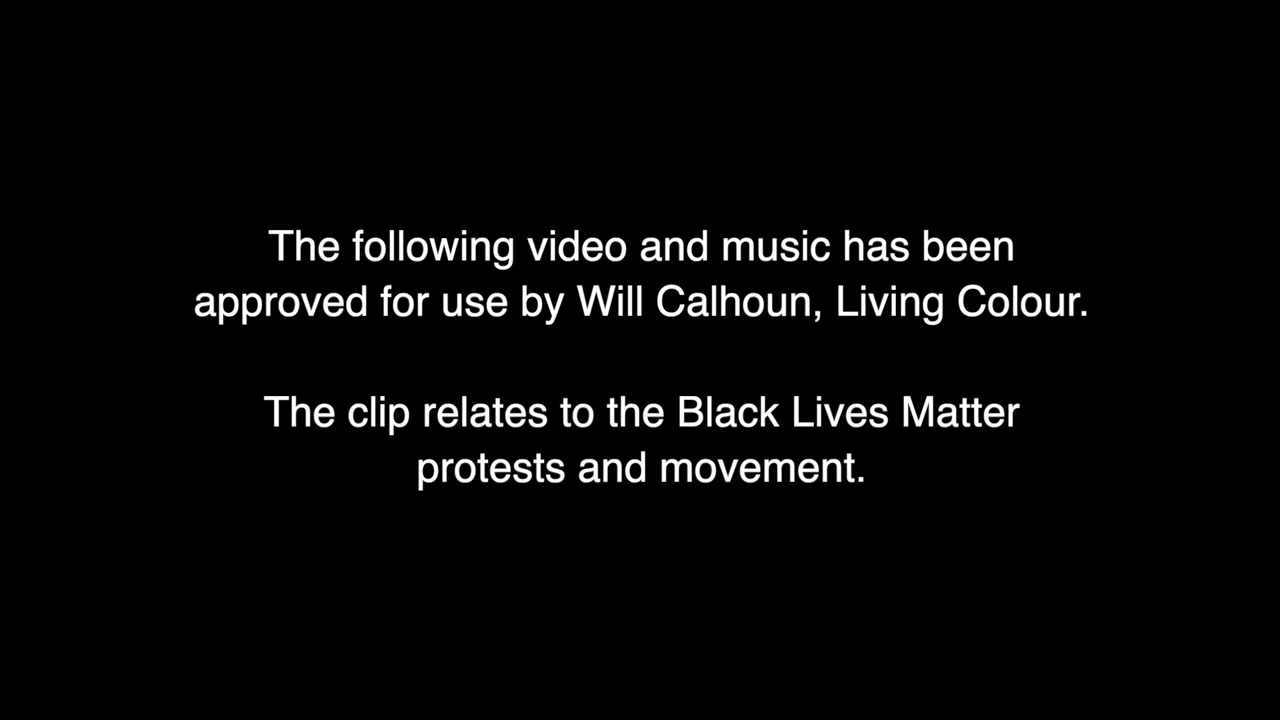 The following video and music has been
approved for use by Will Calhoun, Living Colour.
The clip relates to the Black Lives Matter
protests and movement.